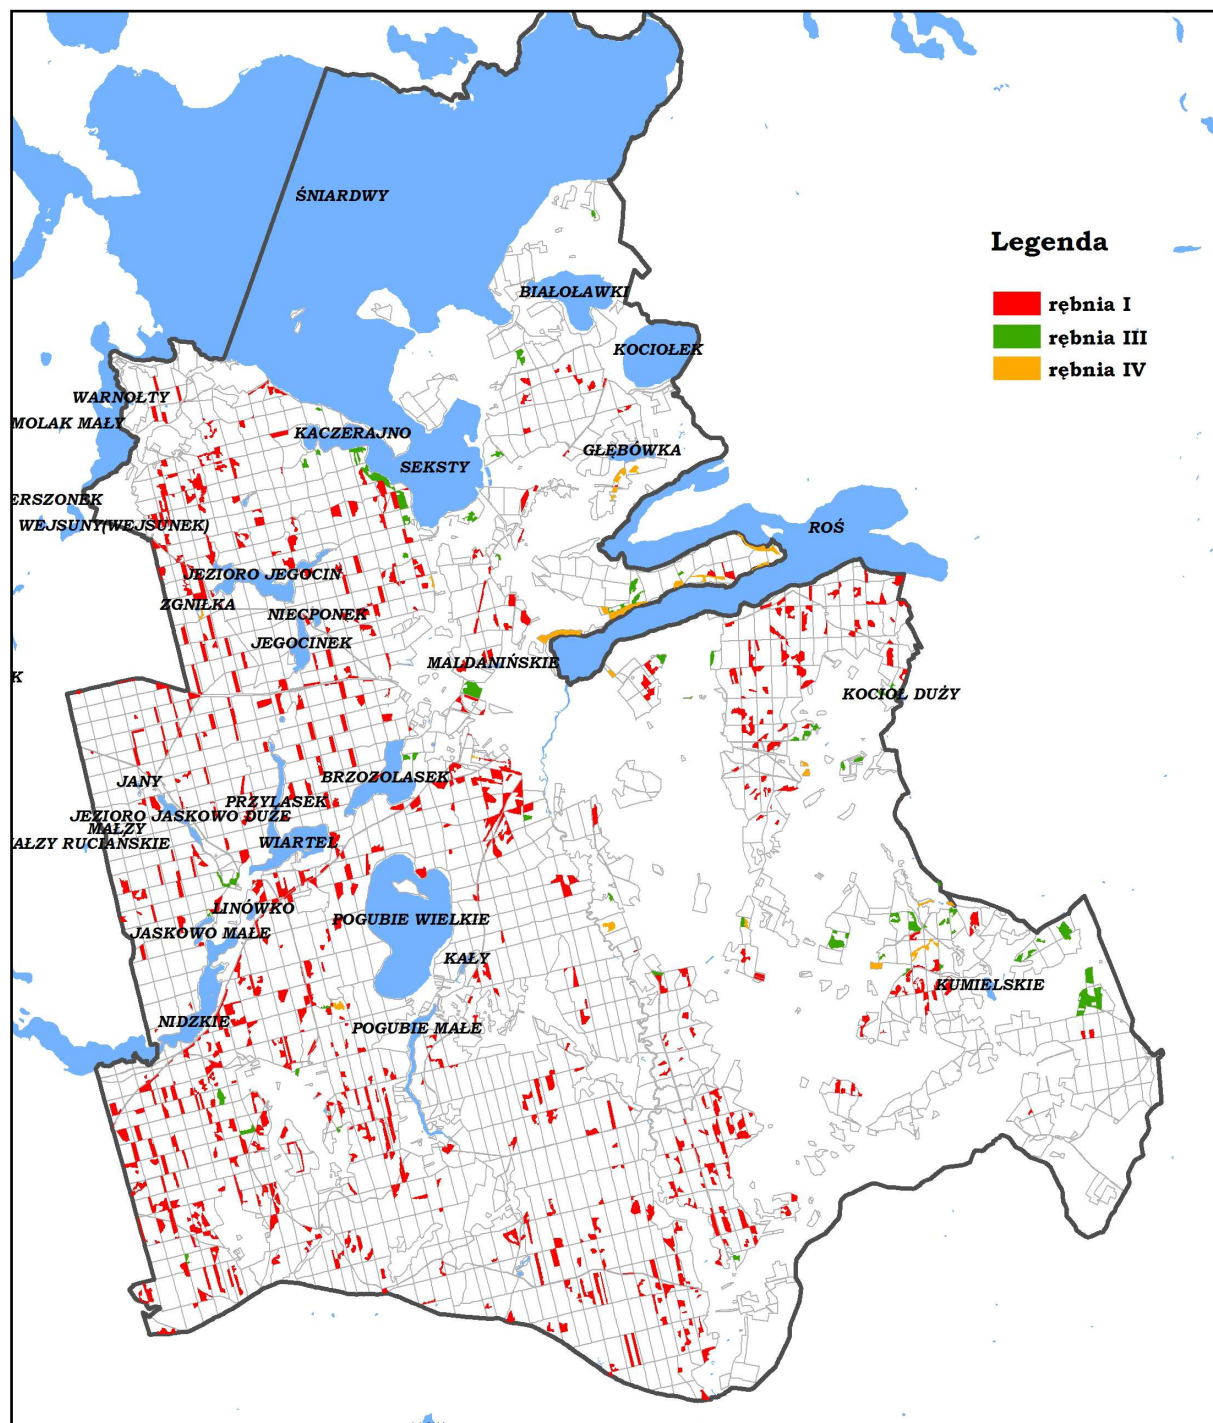 ŚNIARDWY
Legenda
BIAŁOŁAWKI
rębnia I
rębnia III
KOCIOŁEK
rębnia IV
WARNOŁTY
MOLAK MAŁY
KACZERAJNO
GŁĘBÓWKA
SEKSTY
ERSZONEK
WEJSUNY(WEJSUNEK)
ROŚ
JEZIORO JEGOCIN
ZGNIŁKA
NIECPONEK
JEGOCINEK
MALDANIŃSKIE
K
KOCIOŁ DUŻY
JANY
BRZOZOLASEK
PRZYLASEK
JEZIORO JASKOWO DUŻE
MAŁZY
AŁZY RUCIAŃSKIE
WIARTEL
LINÓWKO
POGUBIE WIELKIE
JASKOWO MAŁE
KAŁY
KUMIELSKIE
NIDZKIE
POGUBIE MAŁE